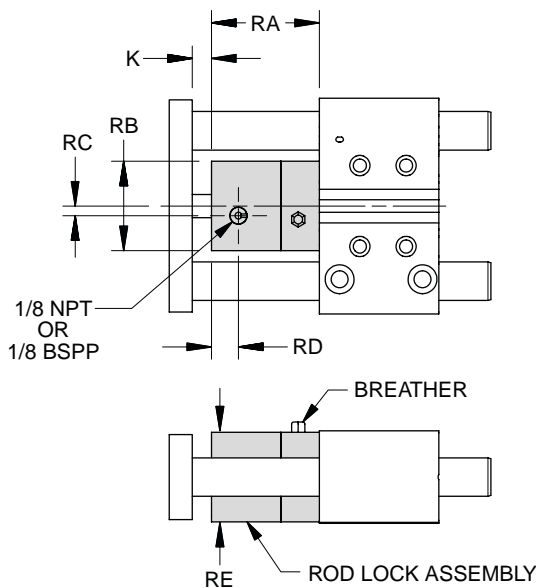 RA
K
RB
RC
1/8 NPT
OR
1/8 BSPP
RD
BREATHER
RE
ROD LOCK ASSEMBLY